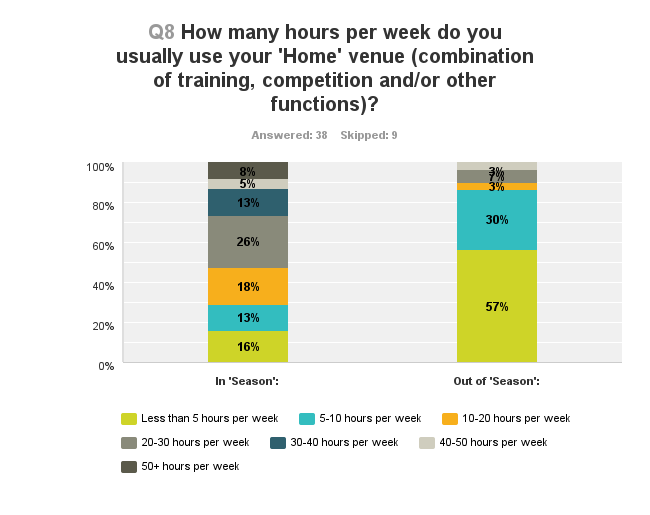 Q8 How many hours per week do you
usually use your 'Home' venue (combination
of training, competition and/or other
functions)?
Answered: 38 Skipped: 9
100%
80%
60%
40%
20%
0%
8%
5%
13%
26%
18%
13%
16%
3%
7%
3%
30%
57%
In 'Season':
Out of 'Season':
Less than 5 hours per week
5-10 hours per week
10-20 hours per week
20-30 hours per week
30-40 hours per week
40-50 hours per week
50+ hours per week